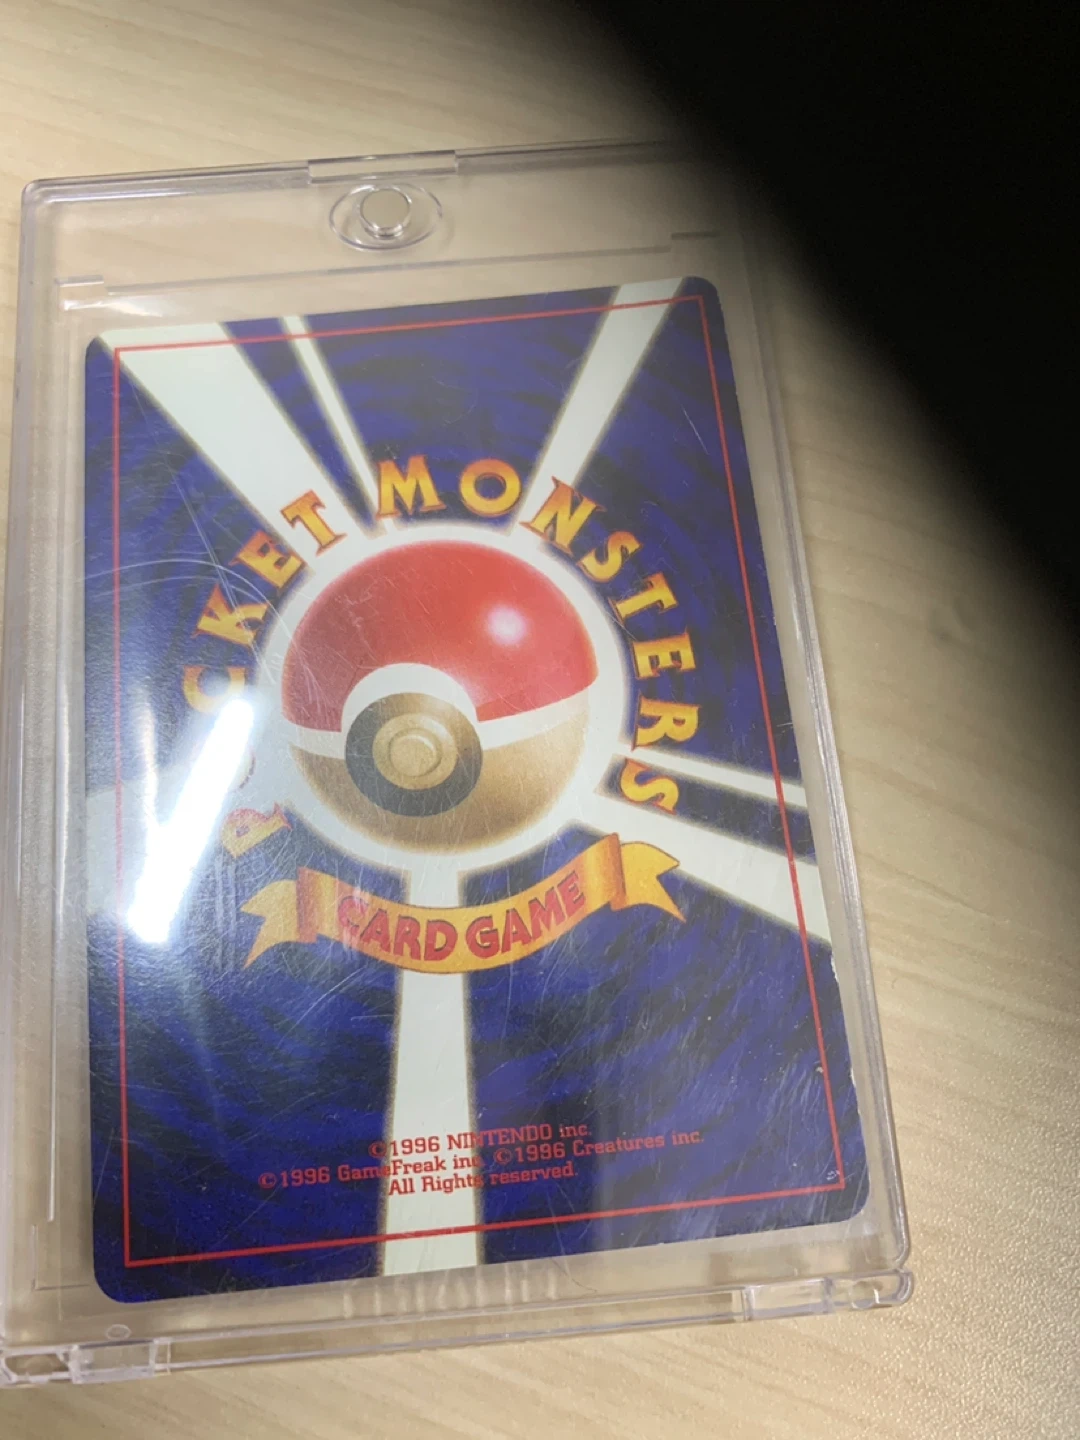 POCKET MONSTERS
CARD GAME
©1996 NINTENDO inc.
©1996 GameFreak inc. ©1996 Creatures inc.
All Rights reserved.